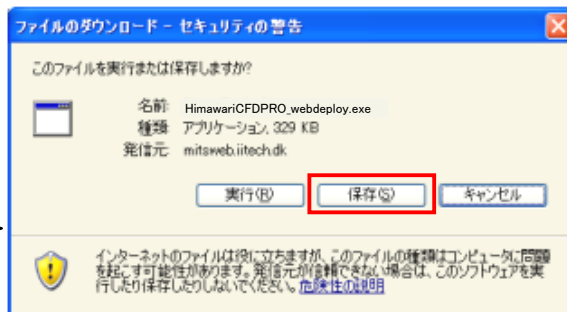 ファイルのダウンロード - セキュリティの警告
このファイルを実行または保存しますか?
名前: HimawariCFDPRO_webdeploy.exe
種類: アプリケーション, 329 KB
発信元: mitsweb.iitech.dk
実行(R) 保存(S) キャンセル
インターネットのファイルは役に立ちますが、このファイルの種類はコンピュータに問題
を起こす可能性があります。発信元が信頼できない場合は、このソフトウェアを実
行したり保存したりしないでください。危険性の説明